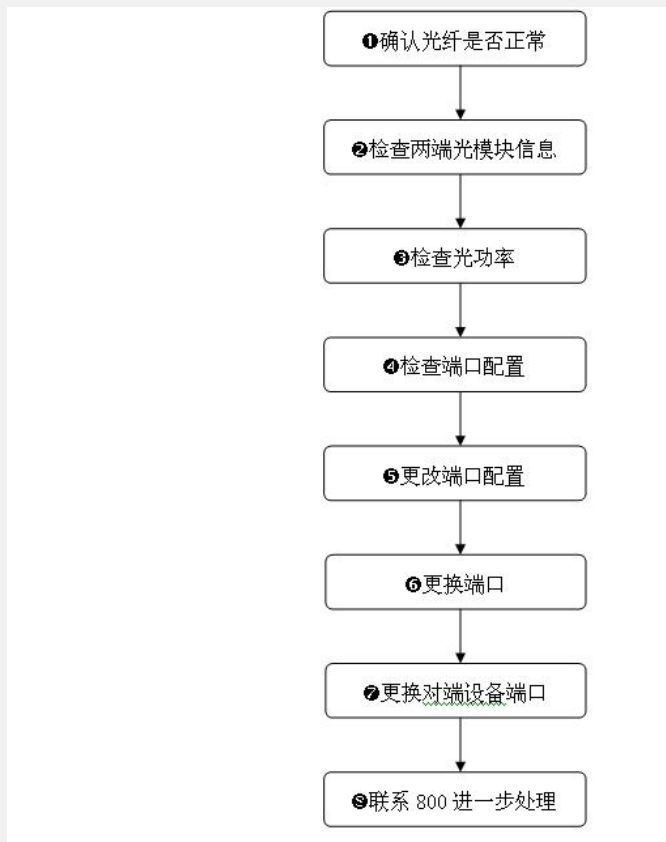 ❶确认光纤是否正常
❷检查两端光模块信息
❸检查光功率
❹检查端口配置
❺更改端口配置
❻更换端口
❼更换对端设备端口
❽联系 800 进一步处理